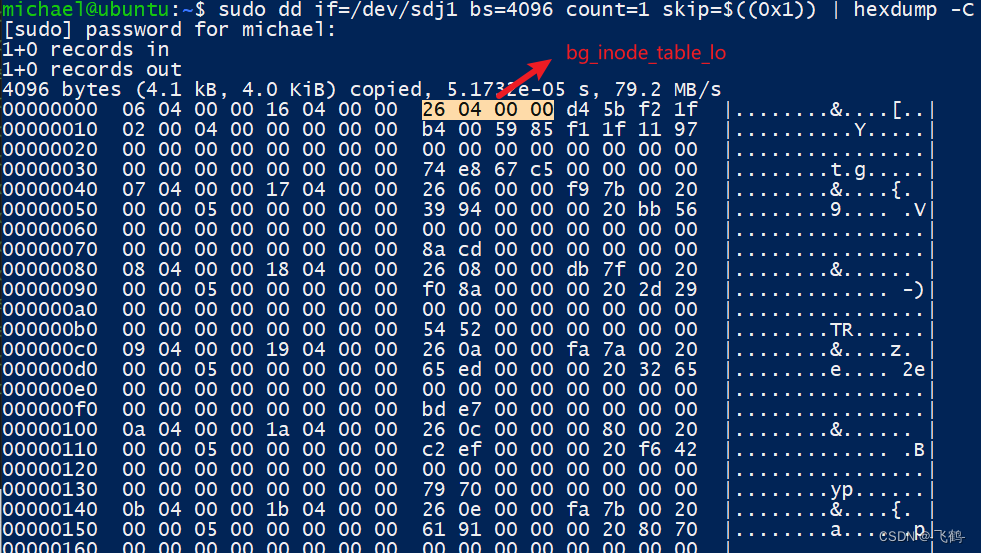 michael@ubuntu:~$ sudo dd if=/dev/sdj1 bs=4096 count=1 skip=$((0x1)) | hexdump -C
[sudo] password for michael:
1+0 records in
bg_inode_table_lo
1+0 records out
4096 bytes (4.1 kB, 4.0 KiB) copied, 5.1732e-05 s, 79.2 MB/s
00000000  06 04 00 00 16 04 00 00  26 04 00 00 d4 5b f2 1f  |........&....[..|
00000010  02 00 04 00 00 00 00 00  b4 00 59 85 f1 1f 11 97  |..........Y.....|
00000020  00 00 00 00 00 00 00 00  00 00 00 00 00 00 00 00  |................|
00000030  00 00 00 00 00 00 00 00  74 e8 67 c5 00 00 00 00  |........t.g.....|
00000040  07 04 00 00 17 04 00 00  26 06 00 00 f9 7b 00 20  |........&....{. |
00000050  00 00 05 00 00 00 00 00  39 94 00 00 00 20 bb 56  |........9.... .V|
00000060  00 00 00 00 00 00 00 00  00 00 00 00 00 00 00 00  |................|
00000070  00 00 00 00 00 00 00 00  8a cd 00 00 00 00 00 00  |................|
00000080  08 04 00 00 18 04 00 00  26 08 00 00 db 7f 00 20  |........&...... |
00000090  00 00 05 00 00 00 00 00  f0 8a 00 00 00 20 2d 29  |............. -)|
000000a0  00 00 00 00 00 00 00 00  00 00 00 00 00 00 00 00  |................|
000000b0  00 00 00 00 00 00 00 00  54 52 00 00 00 00 00 00  |........TR......|
000000c0  09 04 00 00 19 04 00 00  26 0a 00 00 fa 7a 00 20  |........&....z. |
000000d0  00 00 05 00 00 00 00 00  65 ed 00 00 00 20 32 65  |........e.... 2e|
000000e0  00 00 00 00 00 00 00 00  00 00 00 00 00 00 00 00  |................|
000000f0  00 00 00 00 00 00 00 00  bd e7 00 00 00 00 00 00  |................|
00000100  0a 04 00 00 1a 04 00 00  26 0c 00 00 00 80 00 20  |........&...... |
00000110  00 00 05 00 00 00 00 00  c2 ef 00 00 00 20 f6 42  |............. .B|
00000120  00 00 00 00 00 00 00 00  00 00 00 00 00 00 00 00  |................|
00000130  00 00 00 00 00 00 00 00  79 70 00 00 00 00 00 00  |........yp......|
00000140  0b 04 00 00 1b 04 00 00  26 0e 00 00 fa 7b 00 20  |........&....{. |
00000150  00 00 05 00 00 00 00 00  61 91 00 00 00 20 80 70  |........a.... .p|
00000160  00 00 00 00 00 00 00 00  00 00 00 00 00 00 00 00  |................|
CSDN @飞鹤-